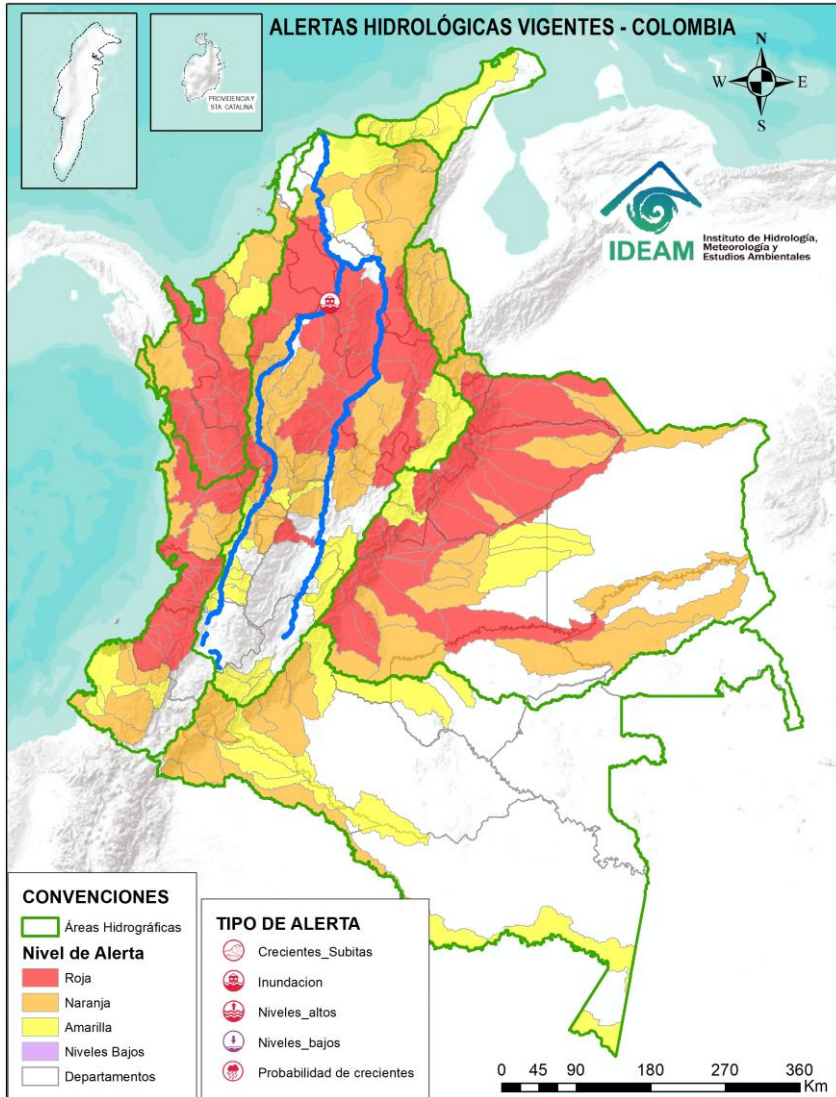 ALERTAS HIDROLÓGICAS VIGENTES - COLOMBIA
PROVIDENCIA Y
STA. CATALINA
N
W
E
S
IDEAM
Instituto de Hidrología,
Meteorología y
Estudios Ambientales
CONVENCIONES
Áreas Hidrográficas
Nivel de Alerta
Roja
Naranja
Amarilla
Niveles Bajos
Departamentos
TIPO DE ALERTA
Crecientes_Subitas
Inundacion
Niveles_altos
Niveles_bajos
Probabilidad de crecientes
0 45 90 180 270 360
Km